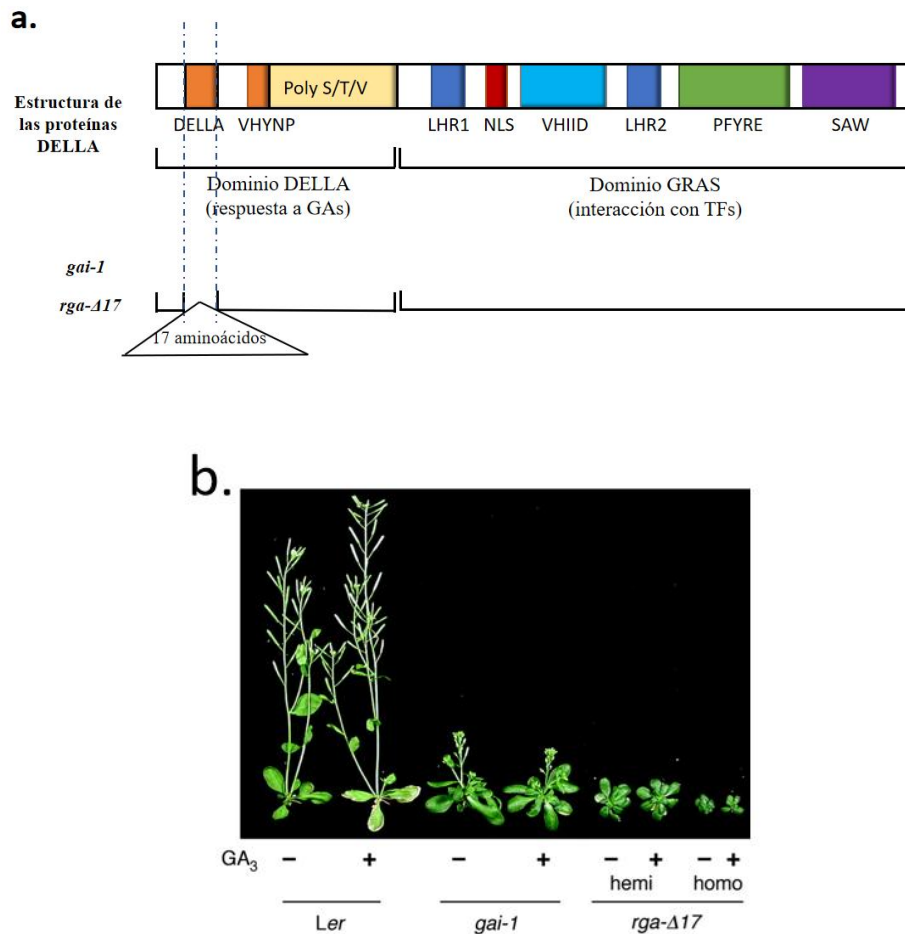 a.
Estructura de
las proteínas
DELLA
Poly S/T/V
DELLA VHYNP LHR1 NLS VHIID LHR2 PFYRE SAW
Dominio DELLA
(respuesta a GAs)
Dominio GRAS
(interacción con TFs)
gai-1
rga-Δ17
17 aminoácidos
b.
GA3 − + − + − + − +
hemi homo
Ler gai-1 rga-Δ17